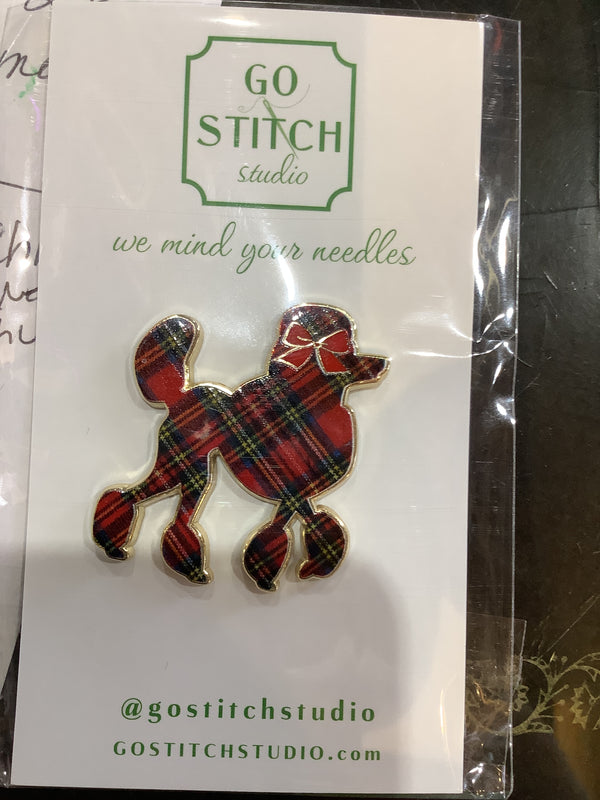 GO
STITCH
studio
we mind your needles
@gostitchstudio
GOSTITCHSTUDIO.com